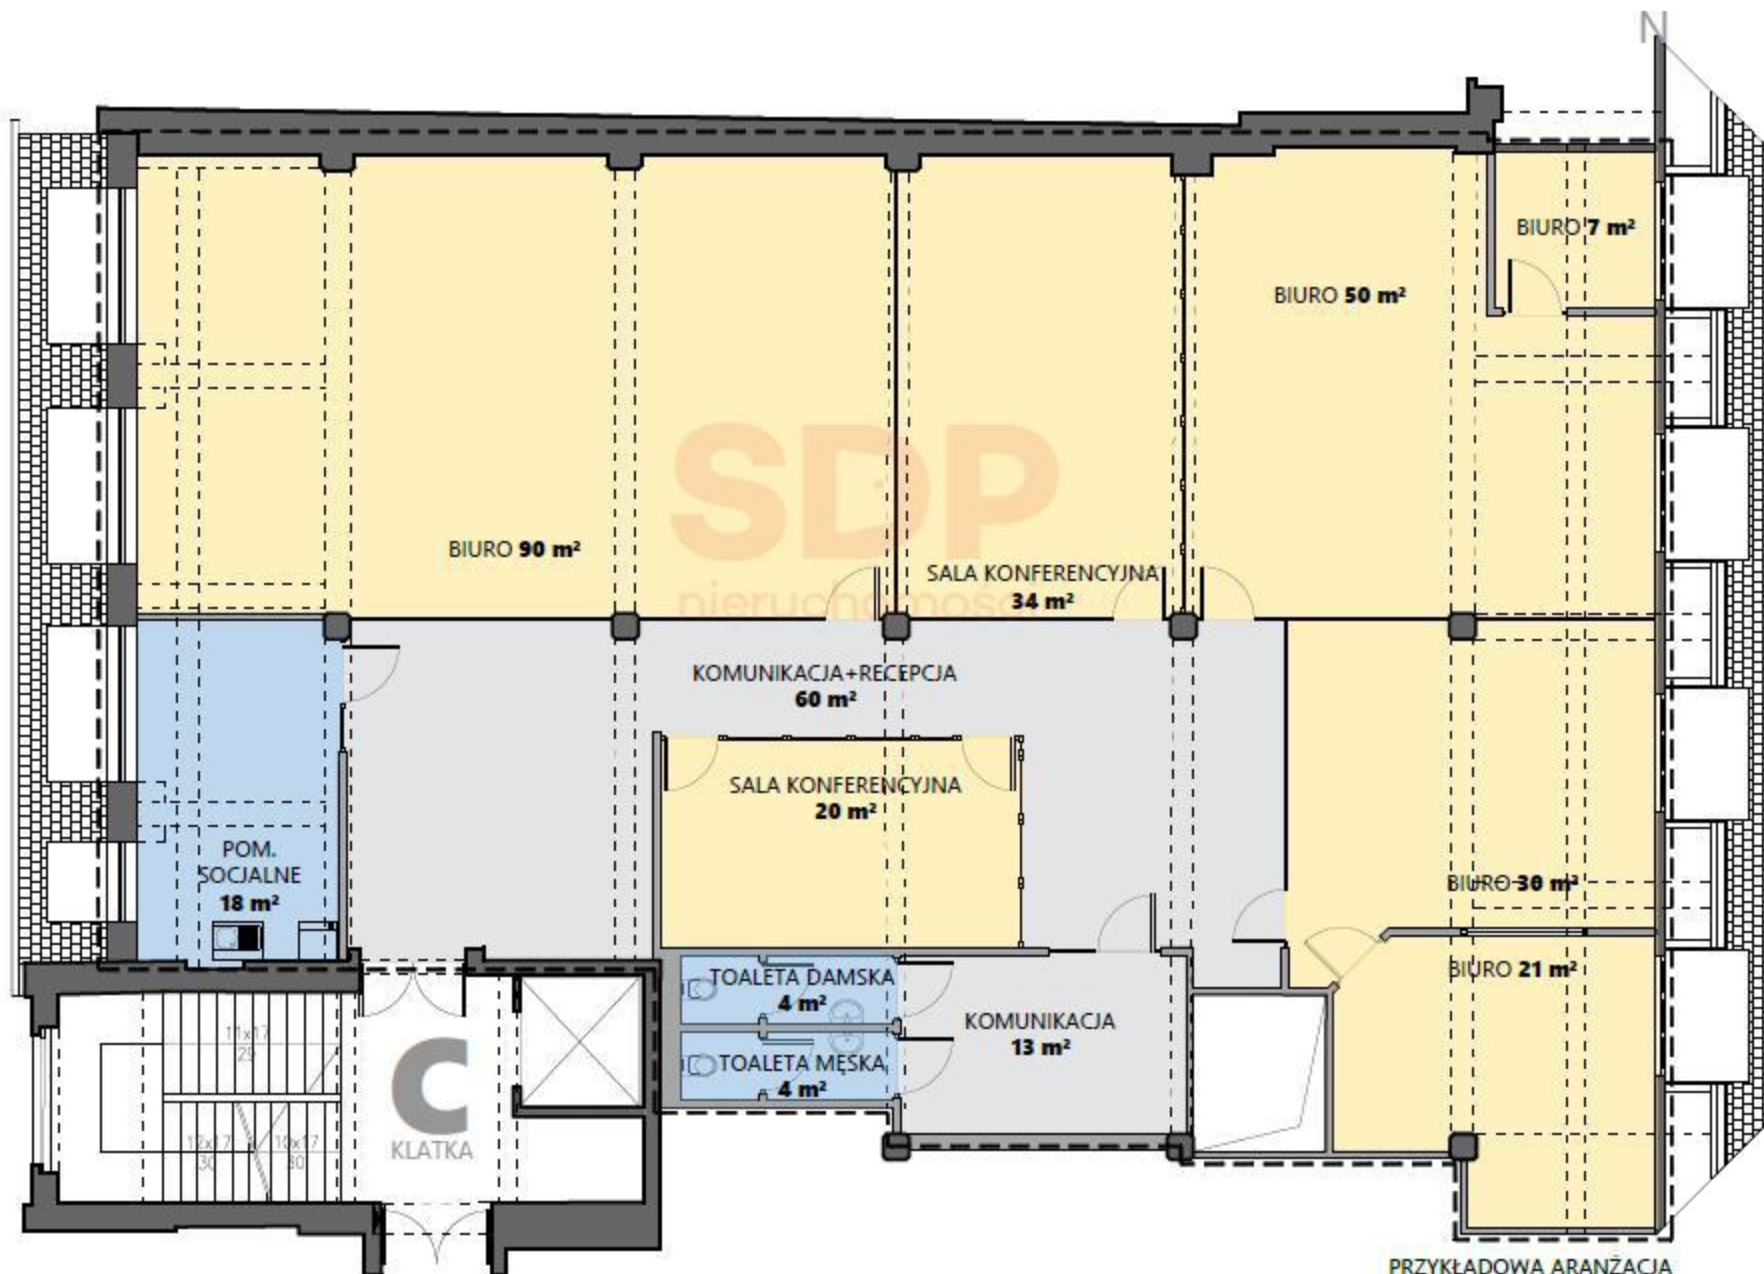 N
BIURO 7 m²
BIURO 50 m²
SDP
nieruchomości
BIURO 90 m²
SALA KONFERENCYJNA
34 m²
KOMUNIKACJA+RECEPCJA
60 m²
SALA KONFERENCYJNA
20 m²
POM.
SOCJALNE
18 m²
BIURO 30 m²
BIURO 21 m²
TOALETA DAMSKA
4 m²
KOMUNIKACJA
13 m²
TOALETA MĘSKA
4 m²
11x17
29
12x17
30
10x17
30
C
KLATKA
PRZYKŁADOWA ARANŻACJA